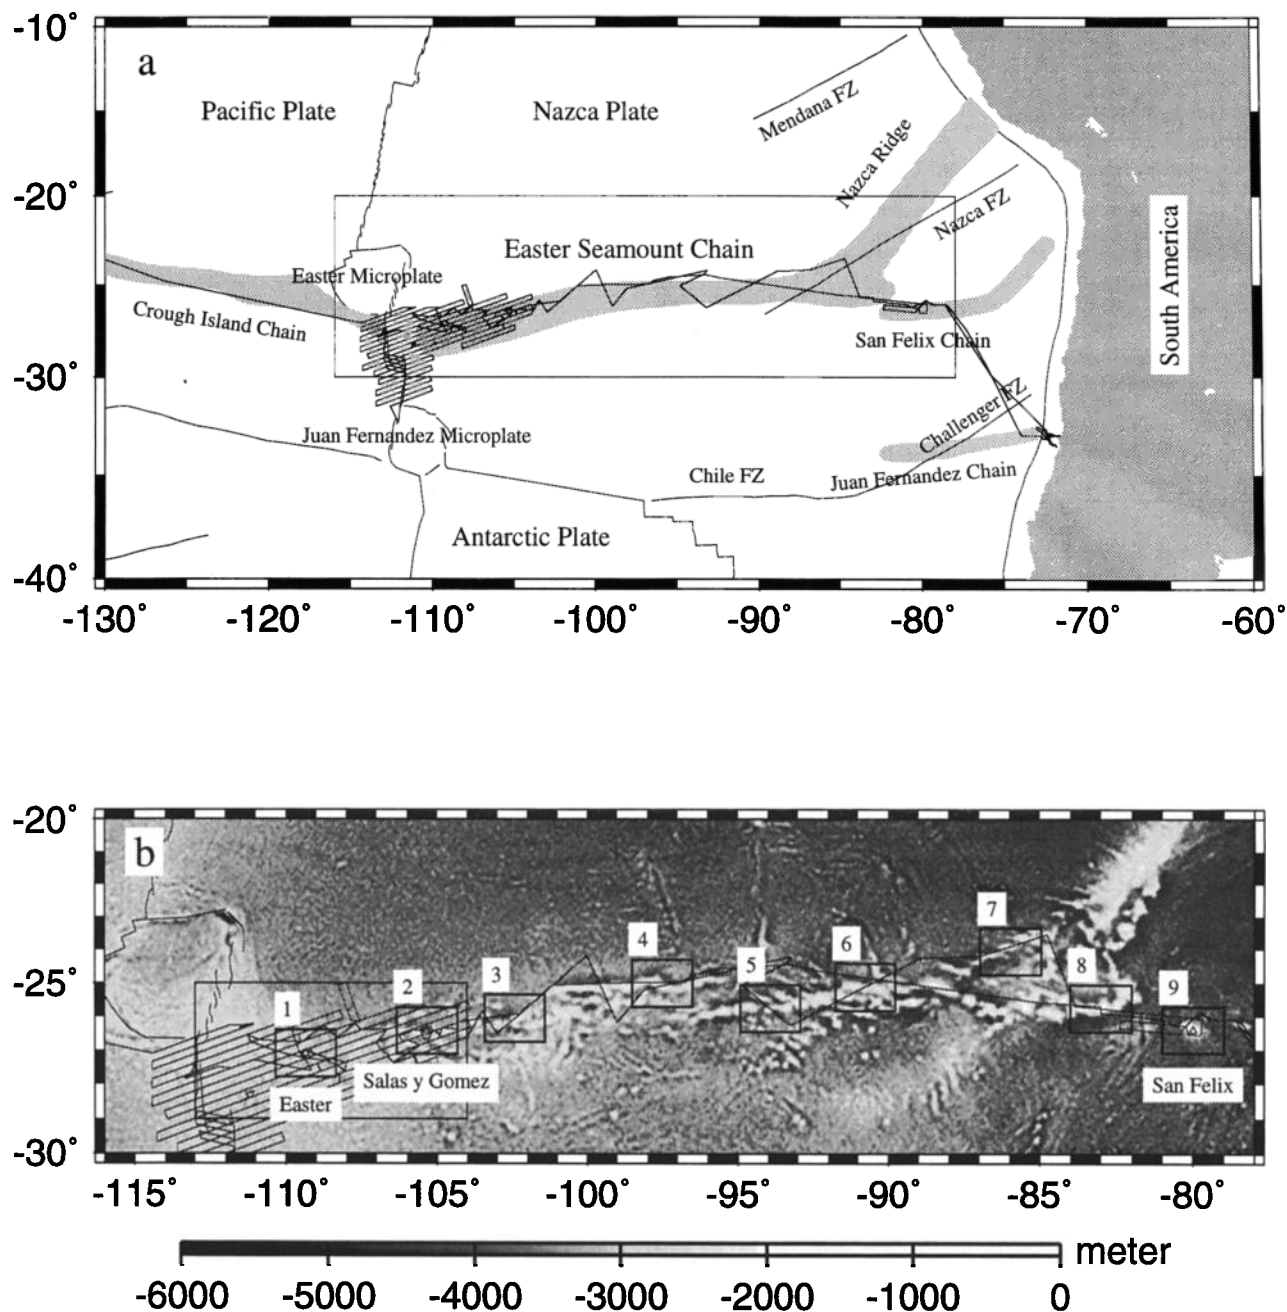 -10°
a
Pacific Plate
Nazca Plate
Mendana FZ
Nazca Ridge
-20°
Nazca FZ
South America
Easter Seamount Chain
Easter Microplate
Crough Island Chain
San Felix Chain
-30°
Challenger FZ
Juan Fernandez Microplate
Chile FZ
Juan Fernandez Chain
Antarctic Plate
-40°
-130° -120° -110° -100° -90° -80° -70° -60°
-20°
b
7
4
6
-25°
3
5
8
2
9
1
Salas y Gomez
San Felix
Easter
-30°
-115° -110° -105° -100° -95° -90° -85° -80°
meter
-6000 -5000 -4000 -3000 -2000 -1000 0